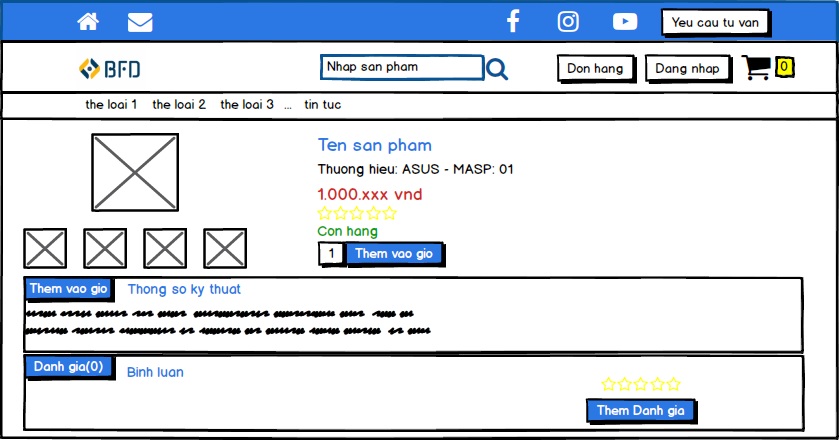 Yeu cau tu van
BFD
Nhap san pham
Don hang
Dang nhap
0
the loai 1 the loai 2 the loai 3 ... tin tuc
Ten san pham
Thuong hieu: ASUS - MASP: 01
1.000.xxx vnd
Con hang
1 Them vao gio
Them vao gio Thong so ky thuat
Danh gia(0) Binh luan
Them Danh gia